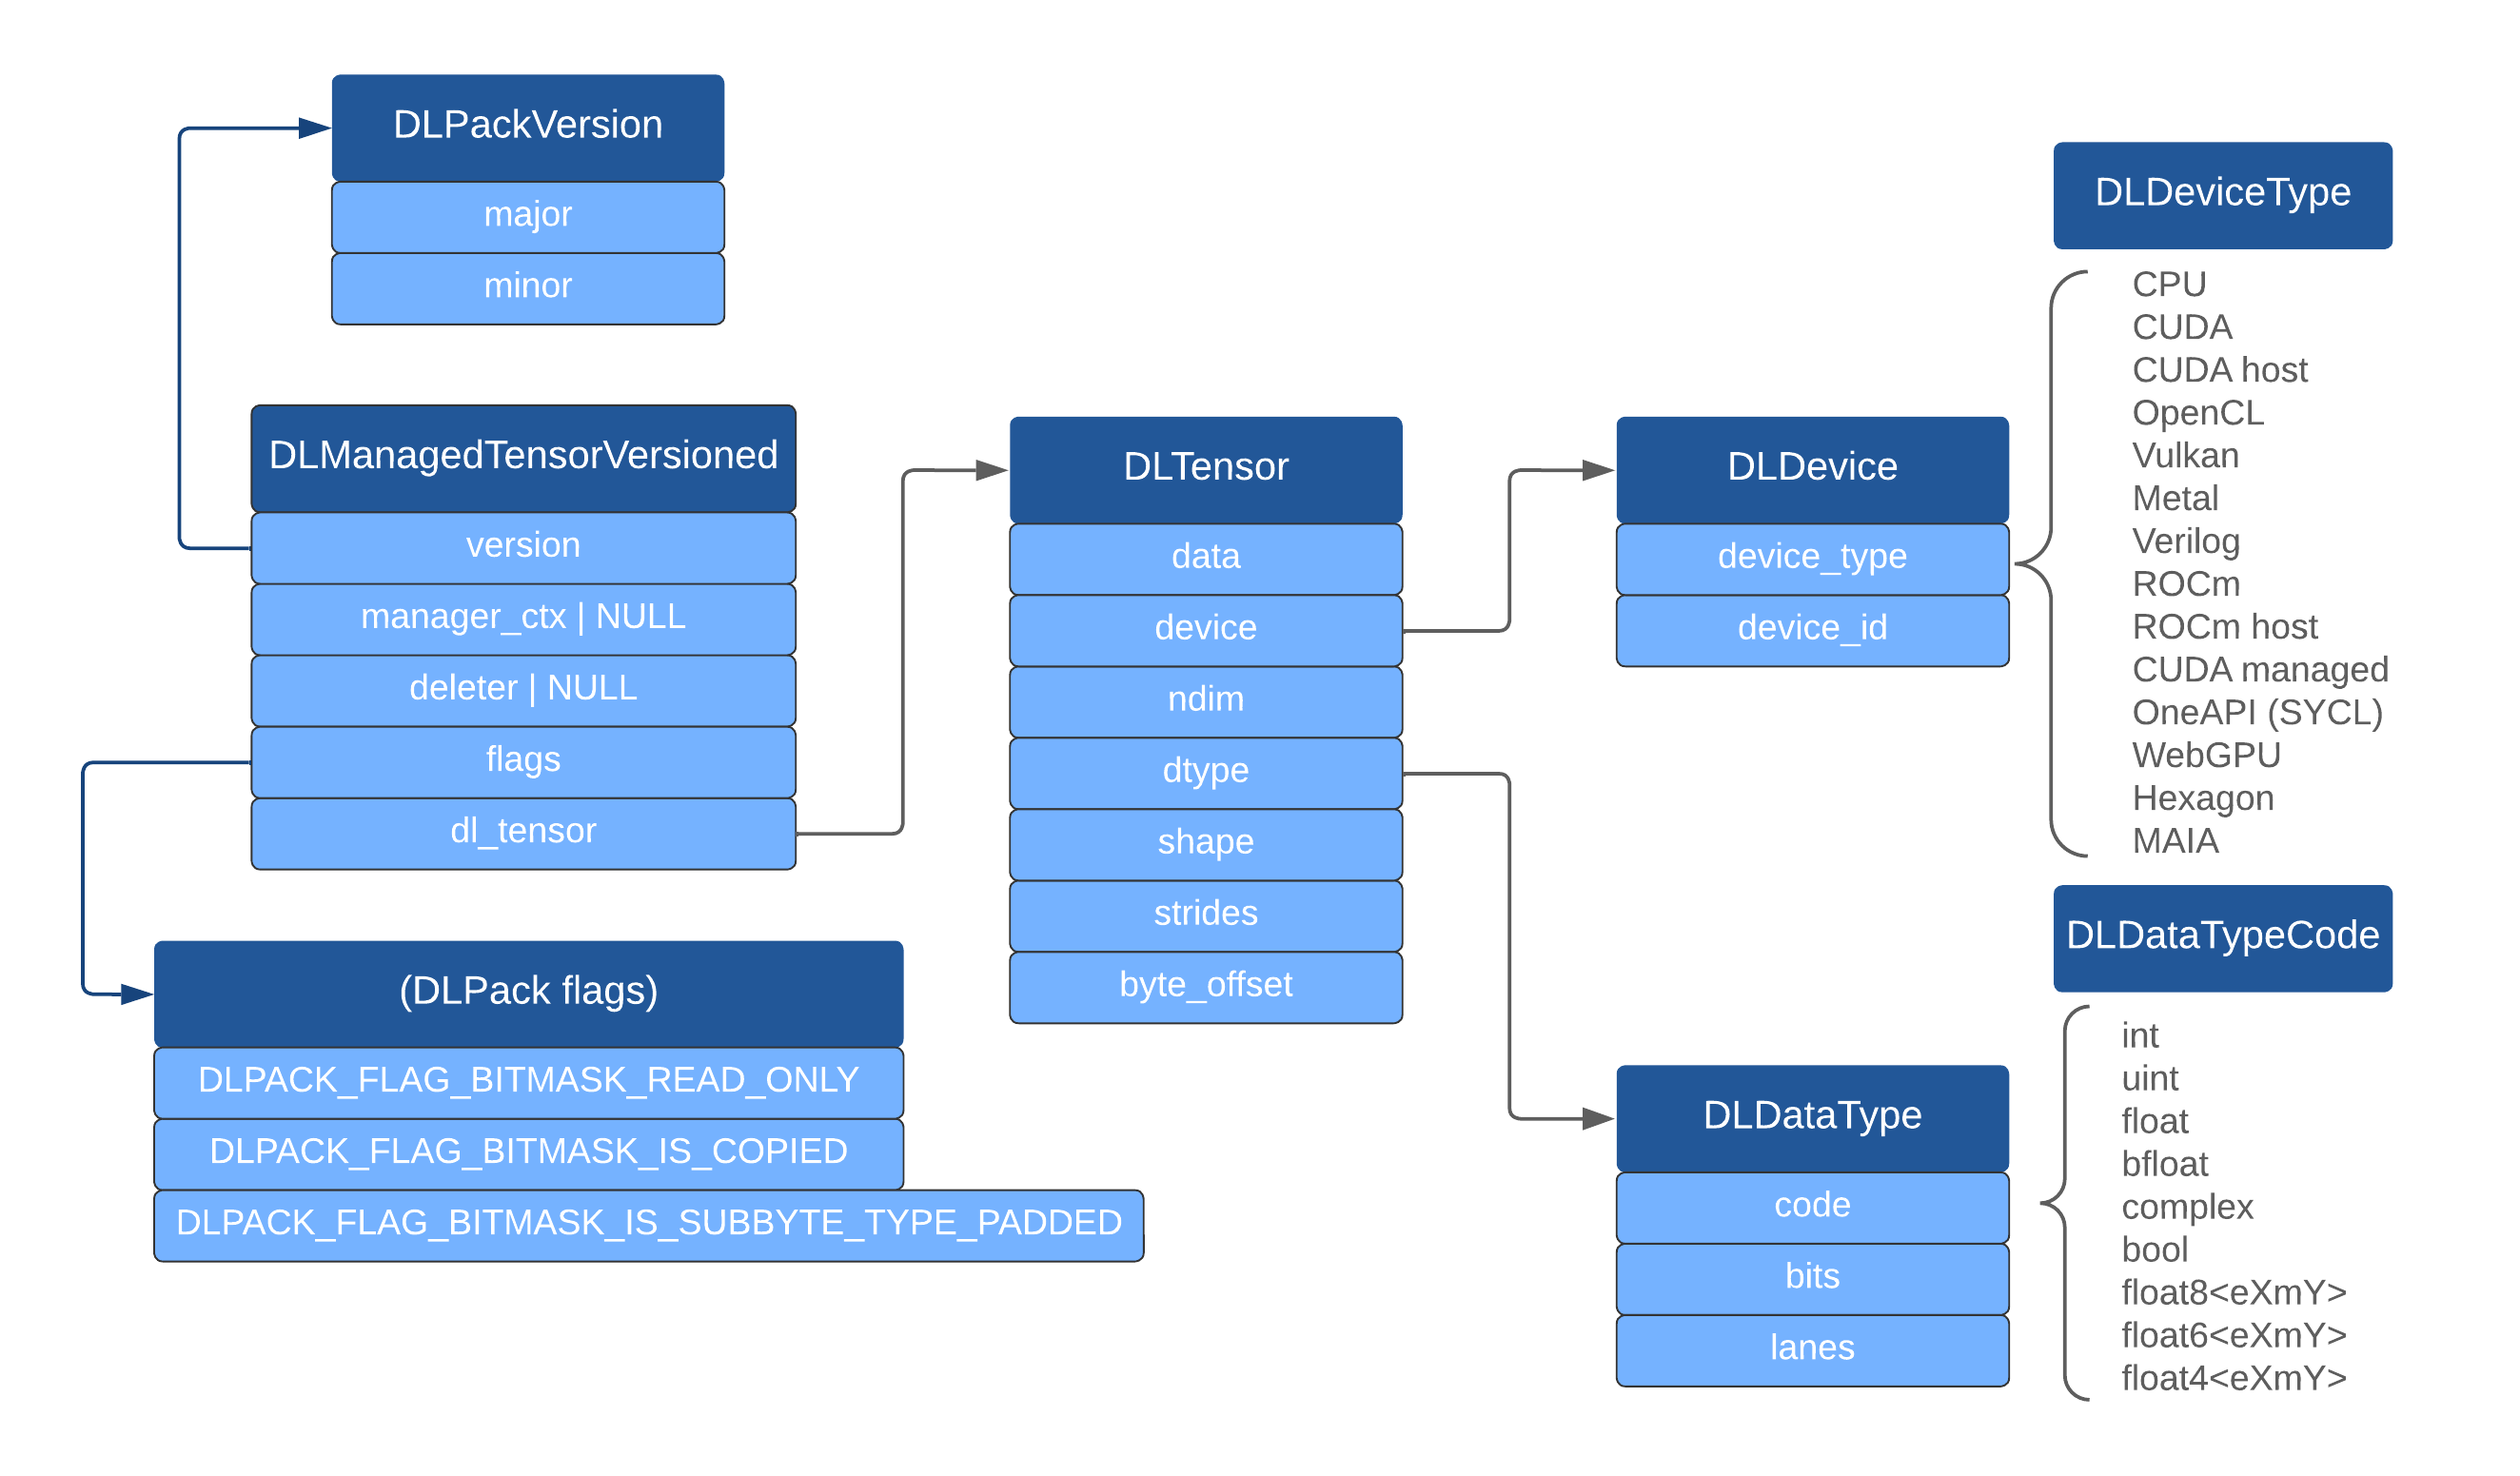 DLPackVersion
major
minor
DLManagedTensorVersioned
version
manager_ctx | NULL
deleter | NULL
flags
dl_tensor
(DLPack flags)
DLPACK_FLAG_BITMASK_READ_ONLY
DLPACK_FLAG_BITMASK_IS_COPIED
DLPACK_FLAG_BITMASK_IS_SUBBYTE_TYPE_PADDED
DLTensor
data
device
ndim
dtype
shape
strides
byte_offset
DLDevice
device_type
device_id
DLDataType
code
bits
lanes
DLDeviceType
CPU
CUDA
CUDA host
OpenCL
Vulkan
Metal
Verilog
ROCm
ROCm host
CUDA managed
OneAPI (SYCL)
WebGPU
Hexagon
MAIA
DLDataTypeCode
int
uint
float
bfloat
complex
bool
float8<eXmY>
float6<eXmY>
float4<eXmY>